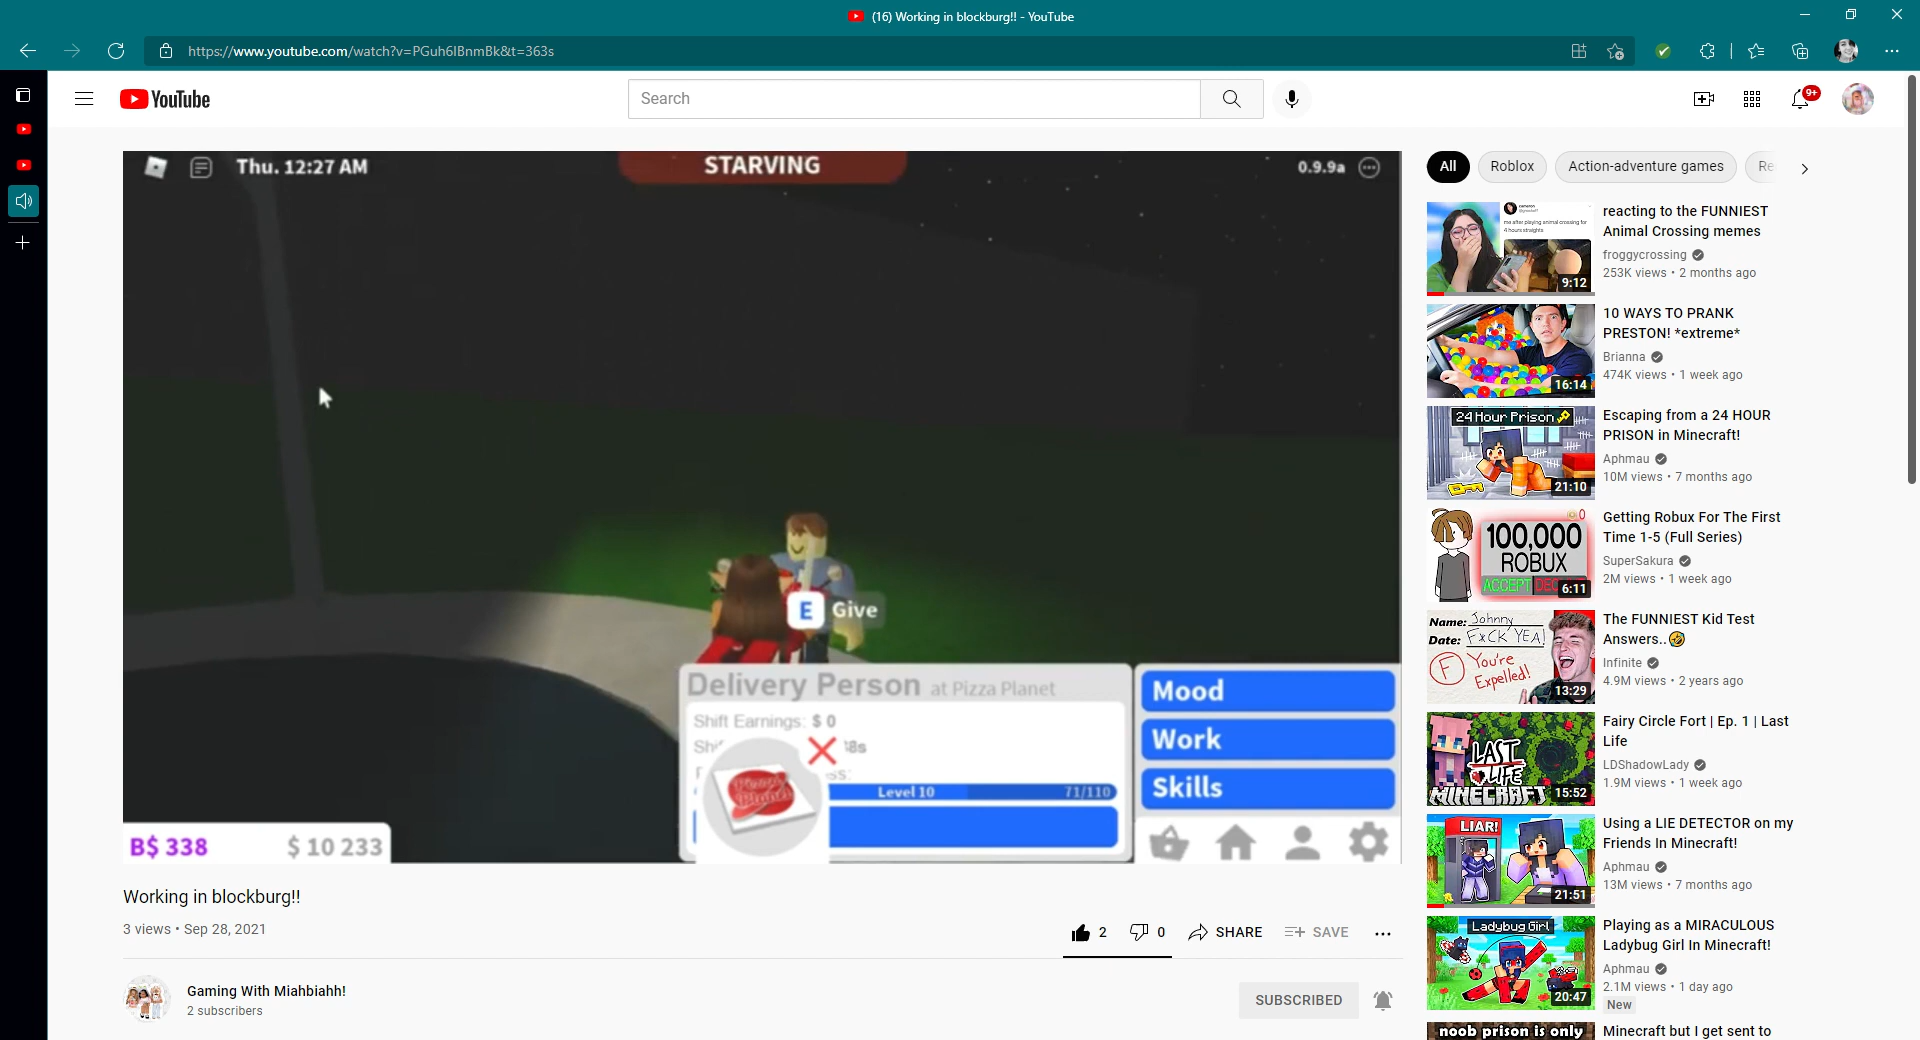 (16) Working in blockburg!! - YouTube
https://www.youtube.com/watch?v=PGuh6IBnmBk&t=363s
YouTube
Search
9+
Thu. 12:27 AM
STARVING
0.9.9a
E Give
Delivery Person at Pizza Planet
Shift Earnings: $ 0
Level 10
71/110
Mood
Work
Skills
B$ 338
$ 10 233
Working in blockburg!!
3 views • Sep 28, 2021
2
0
SHARE
SAVE
Gaming With Miahbiahh!
2 subscribers
SUBSCRIBED
All
Roblox
Action-adventure games
Re
9:12
reacting to the FUNNIEST
Animal Crossing memes
froggycrossing
253K views • 2 months ago
16:14
10 WAYS TO PRANK
PRESTON! *extreme*
Brianna
474K views • 1 week ago
24 Hour Prison
21:10
Escaping from a 24 HOUR
PRISON in Minecraft!
Aphmau
10M views • 7 months ago
0
100,000
ROBUX
ACCEPT
6:11
Getting Robux For The First
Time 1-5 (Full Series)
SuperSakura
2M views • 1 week ago
Name: Johnny
Date: F*CK YEA!
F You're
Expelled!
13:29
The FUNNIEST Kid Test
Answers..🤣
Infinite
4.9M views • 2 years ago
LAST
LIFE
MINECRAFT
15:52
Fairy Circle Fort | Ep. 1 | Last
Life
LDShadowLady
1.9M views • 1 week ago
LIAR!
21:51
Using a LIE DETECTOR on my
Friends In Minecraft!
Aphmau
13M views • 7 months ago
Ladybug Girl
20:47
Playing as a MIRACULOUS
Ladybug Girl In Minecraft!
Aphmau
2.1M views • 1 day ago
New
noob prison is only
Minecraft but I get sent to